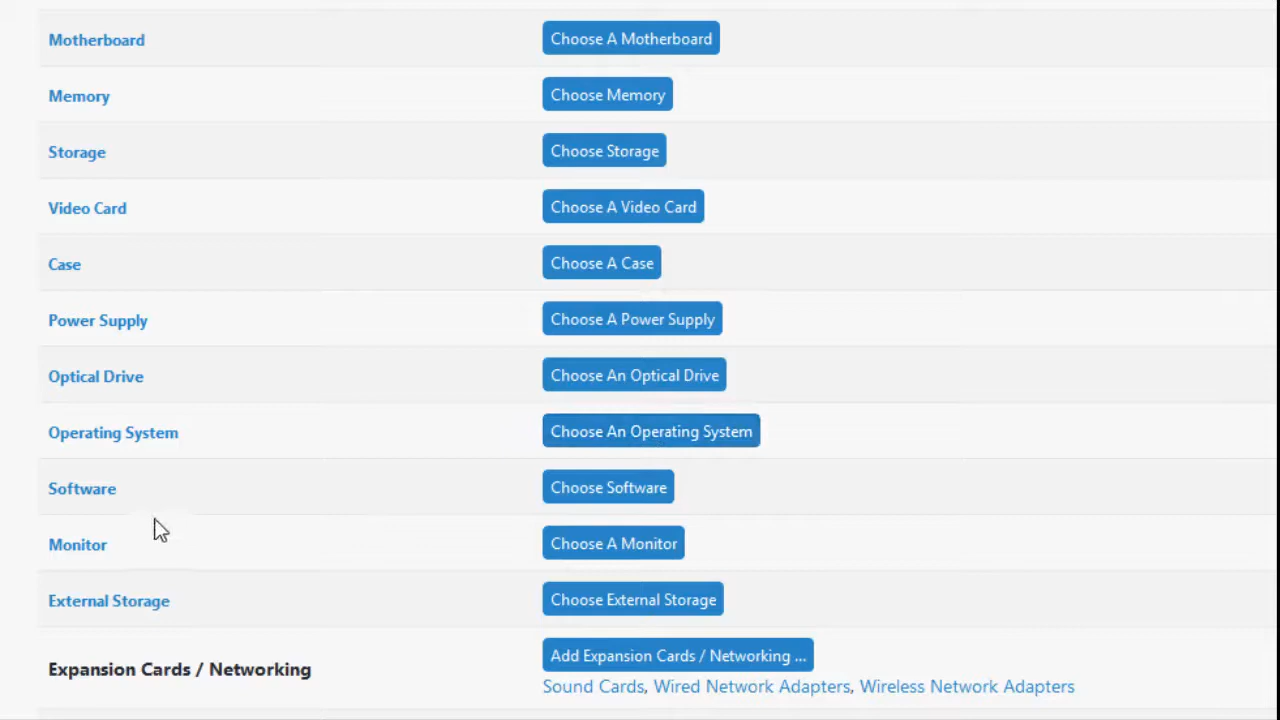 Motherboard Choose A Motherboard
Memory Choose Memory
Storage Choose Storage
Video Card Choose A Video Card
Case Choose A Case
Power Supply Choose A Power Supply
Optical Drive Choose An Optical Drive
Operating System Choose An Operating System
Software Choose Software
Monitor Choose A Monitor
External Storage Choose External Storage
Expansion Cards / Networking Add Expansion Cards / Networking ...
Sound Cards, Wired Network Adapters, Wireless Network Adapters